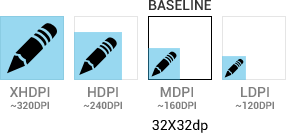 BASELINE
XHDPI HDPI MDPI LDPI
~320DPI ~240DPI ~160DPI ~120DPI
32X32dp